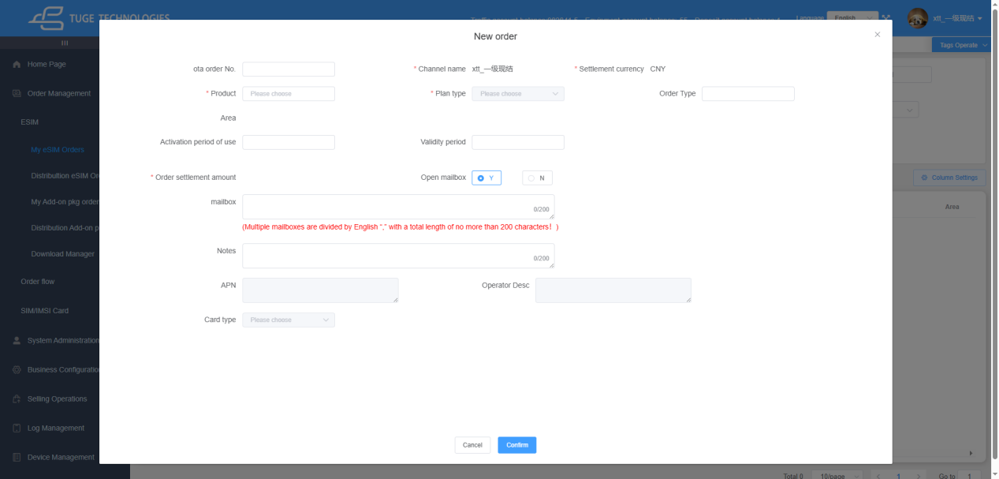 TUGE TECHNOLOGIES
Language English
xtt_一级现结
Tags Operate
Home Page
Order Management
ESIM
My eSIM Orders
Distribultion eSIM Or
My Add-on pkg order
Distribution Add-on p
Download Manager
Order flow
SIM/IMSI Card
System Administration
Business Configuratio
Selling Operations
Log Management
Device Management
New order
ota order No.
* Channel name xtt_一级现结
* Settlement currency CNY
* Product Please choose
* Plan type Please choose
Order Type
Area
Activation period of use
Validity period
* Order settlement amount
Open mailbox Y N
mailbox
0/200
(Multiple mailboxes are divided by English “,” with a total length of no more than 200 characters! )
Notes
0/200
APN
Operator Desc
Card type Please choose
Cancel Confirm
Column Settings
Area
Total 0 10/page 1 Go to 1